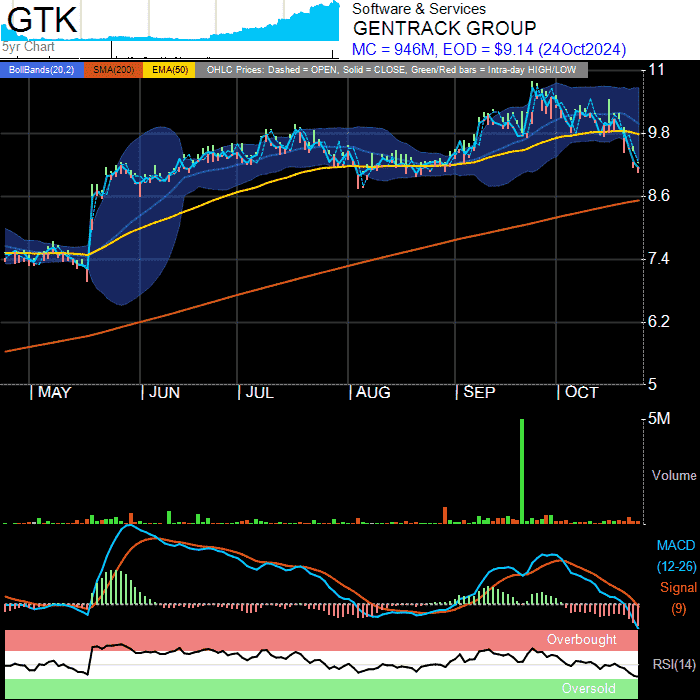 GTK
5yr Chart
Software & Services
GENTRACK GROUP
MC = 946M, EOD = $9.14 (24Oct2024)
BollBands(20,2) SMA(200) EMA(50) OHLC Prices: Dashed = OPEN, Solid = CLOSE, Green/Red bars = Intra-day HIGH/LOW
11
9.8
8.6
7.4
6.2
5
MAY JUN JUL AUG SEP OCT
5M
Volume
MACD
(12-26)
Signal
(9)
Overbought
RSI(14)
Oversold